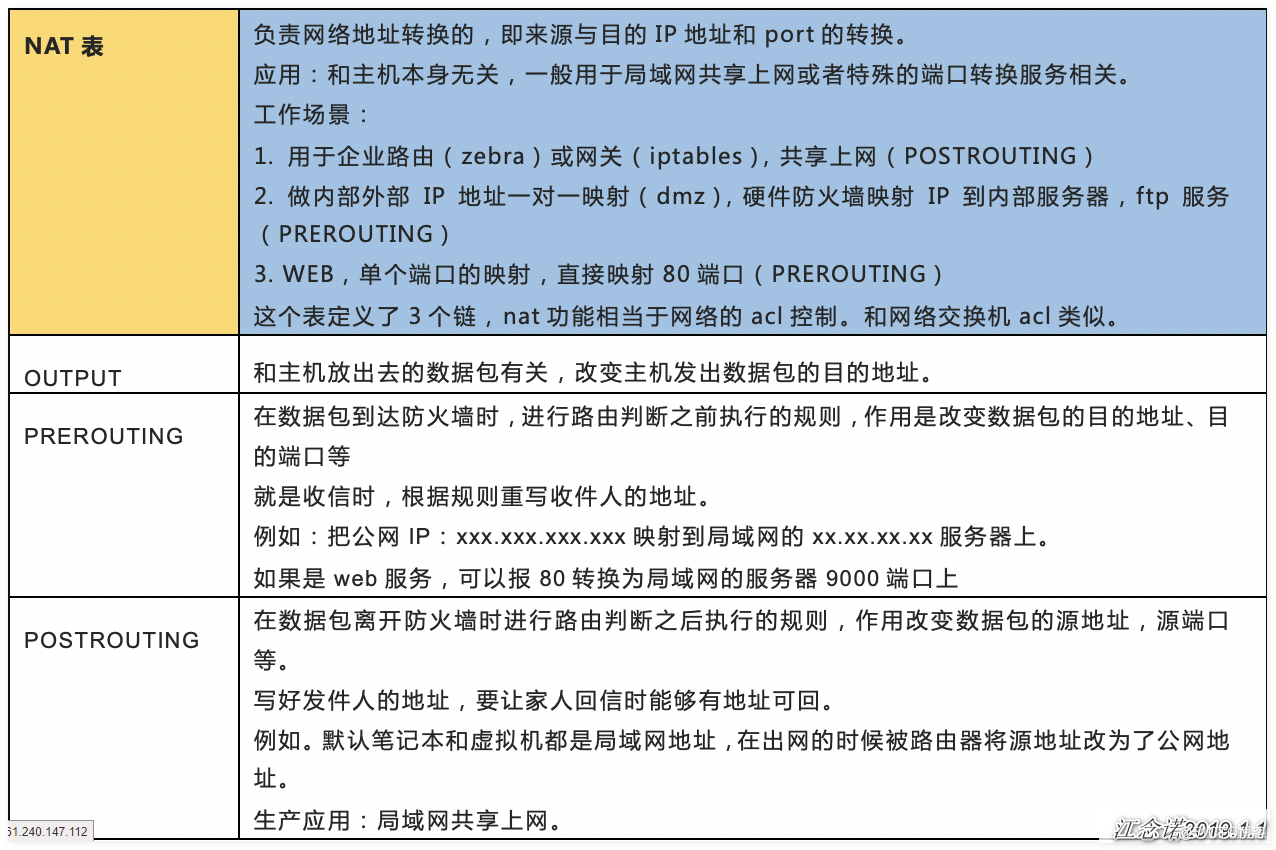 NAT 表
负责网络地址转换的，即来源与目的 IP 地址和 port 的转换。
应用：和主机本身无关，一般用于局域网共享上网或者特殊的端口转换服务相关。
工作场景：
1. 用于企业路由（zebra）或网关（iptables），共享上网（POSTROUTING）
2. 做内部外部 IP 地址一对一映射（dmz），硬件防火墙映射 IP 到内部服务器，ftp 服务
（PREROUTING）
3. WEB，单个端口的映射，直接映射 80 端口（PREROUTING）
这个表定义了 3 个链，nat 功能相当于网络的 acl 控制。和网络交换机 acl 类似。
OUTPUT
和主机放出去的数据包有关，改变主机发出数据包的目的地址。
PREROUTING
在数据包到达防火墙时，进行路由判断之前执行的规则，作用是改变数据包的目的地址、目
的端口等
就是收信时，根据规则重写收件人的地址。
例如：把公网 IP：xxx.xxx.xxx.xxx 映射到局域网的 xx.xx.xx.xx 服务器上。
如果是 web 服务，可以报 80 转换为局域网的服务器 9000 端口上
POSTROUTING
在数据包离开防火墙时进行路由判断之后执行的规则，作用改变数据包的源地址，源端口
等。
写好发件人的地址，要让家人回信时能够有地址可回。
例如。默认笔记本和虚拟机都是局域网地址，在出网的时候被路由器将源地址改为了公网地
址。
生产应用：局域网共享上网。
61.240.147.112
江念诺2019.1.1